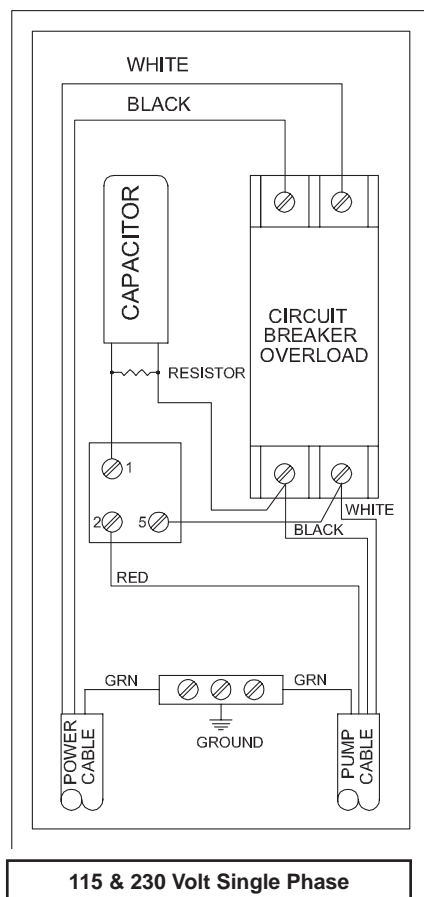 WHITE
BLACK
CAPACITOR
CIRCUIT
BREAKER
OVERLOAD
RESISTOR
1
2
5
WHITE
BLACK
RED
GRN
GRN
GROUND
POWER
CABLE
PUMP
CABLE
115 & 230 Volt Single Phase